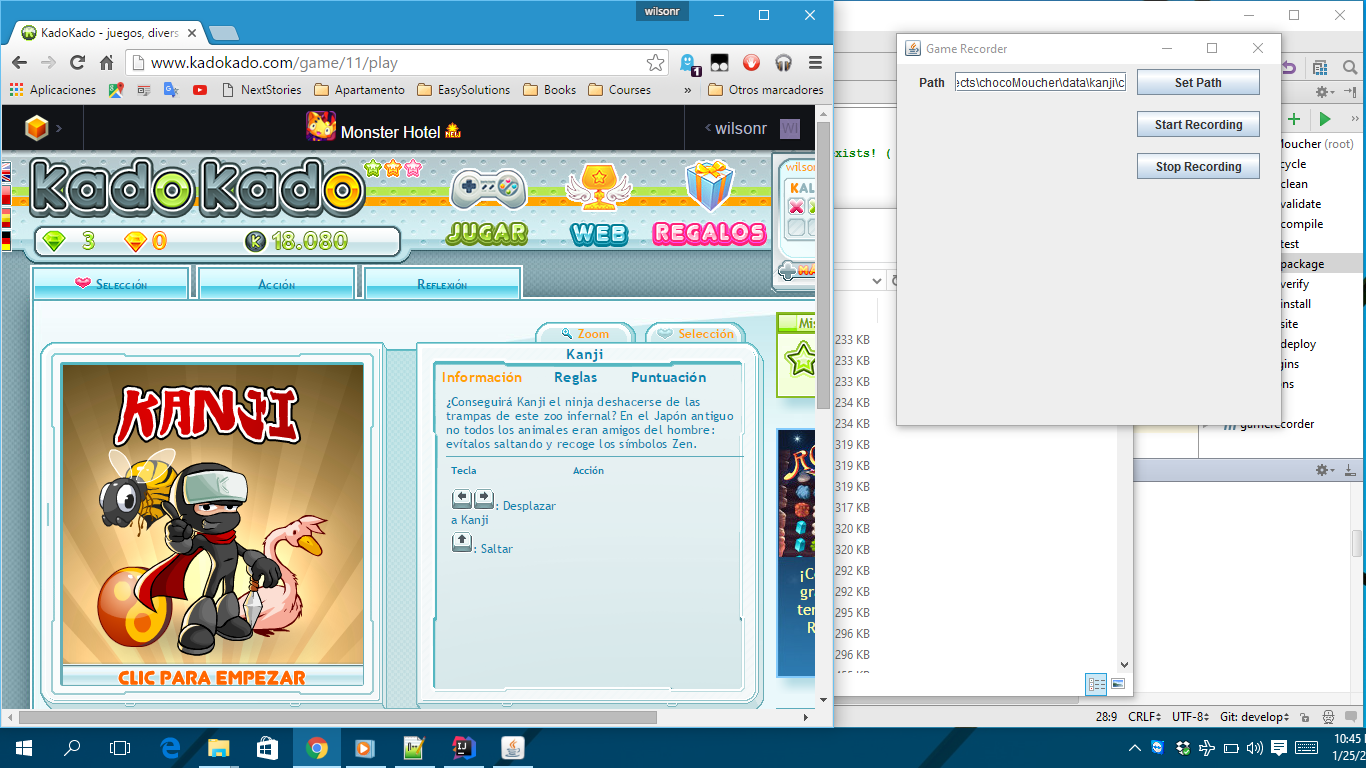 wilsonr
KadoKado - juegos, divers
www.kadokado.com/game/11/play
1
Aplicaciones
NextStories
Apartamento
EasySolutions
Books
Courses
»
Otros marcadores
Monster Hotel NEW
wilsonr
WI
KadoKado
JUGAR
WEB
REGALOS
3
0
K 18.080
Selección
Acción
Reflexión
Zoom
Selección
Kanji
Información
Reglas
Puntuación
¿Conseguirá Kanji el ninja deshacerse de las
trampas de este zoo infernal? En el Japón antiguo
no todos los animales eran amigos del hombre:
evítalos saltando y recoge los símbolos Zen.
Tecla
Acción
: Desplazar
a Kanji
: Saltar
KANJI
CLIC PARA EMPEZAR
Game Recorder
Path
cts\chocoMoucher\data\kanji\c
Set Path
Start Recording
Stop Recording
xists! (
Moucher (root)
cycle
clean
validate
compile
test
package
verify
install
site
deploy
gins
ns
gamerecorder
233 KB
233 KB
233 KB
234 KB
234 KB
319 KB
319 KB
319 KB
317 KB
320 KB
320 KB
292 KB
292 KB
295 KB
296 KB
296 KB
28:9
CRLF
UTF-8
Git: develop
10:45
1/25/2